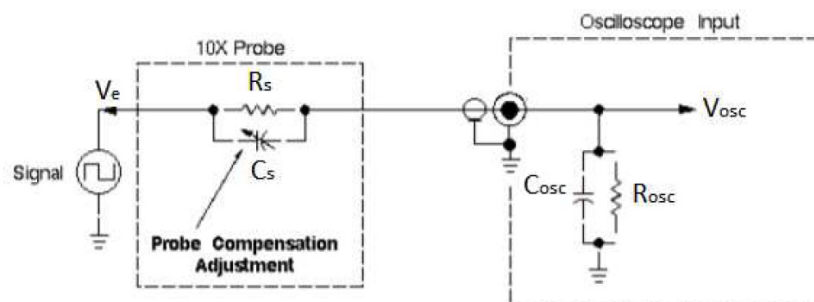 Oscilloscope Input
10X Probe
Rs
Ve
Vosc
Cs
Signal
Cosc
Rosc
Probe Compensation
Adjustment